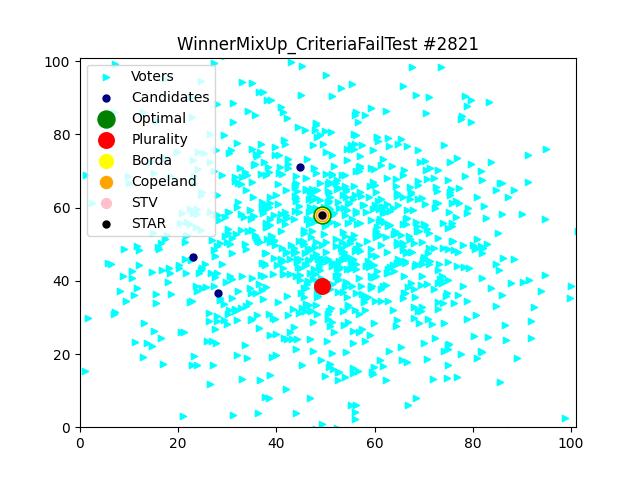 WinnerMixUp_CriteriaFailTest #2821
100
80
60
40
20
0
Voters
Candidates
Optimal
Plurality
Borda
Copeland
STV
STAR
0 20 40 60 80 100